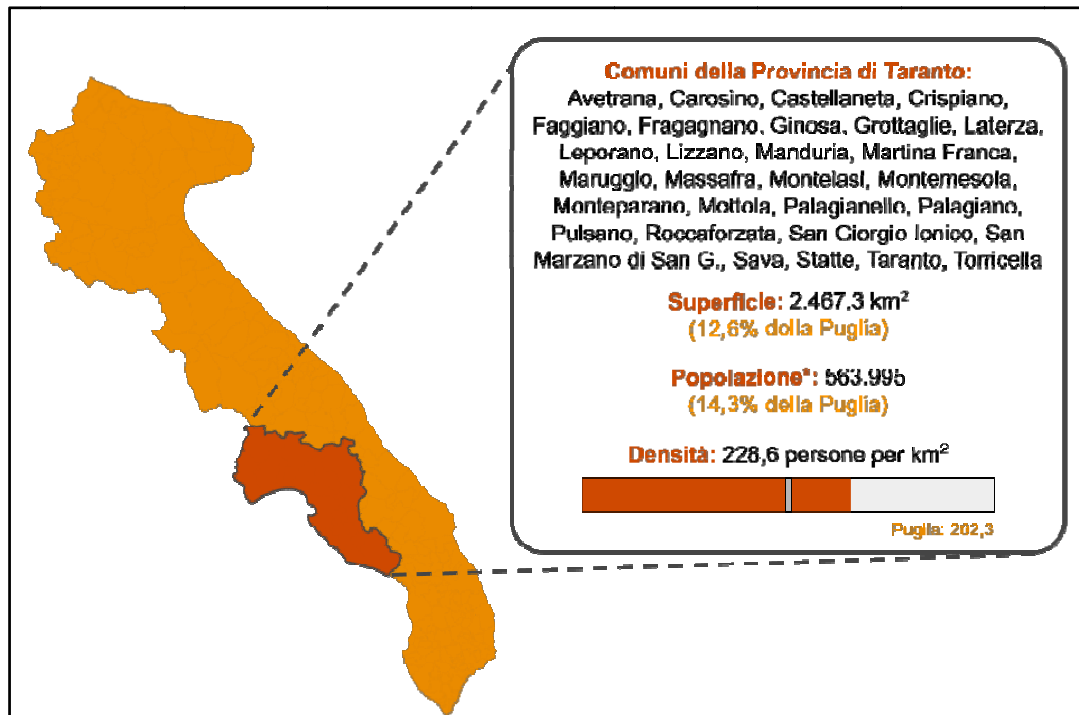 Comuni della Provincia di Taranto:
Avetrana, Carosino, Castellaneta, Crispiano,
Faggiano, Fragagnano, Ginosa, Grottaglie, Laterza,
Leporano, Lizzano, Manduria, Martina Franca,
Maruggio, Massafra, Montelasi, Montemesola,
Monteparano, Mottola, Palagianello, Palagiano,
Pulsano, Roccaforzata, San Giorgio Ionico, San
Marzano di San G., Sava, Statte, Taranto, Torricella
Superficie: 2.467,3 km²
(12,6% della Puglia)
Popolazione*: 563.995
(14,3% della Puglia)
Densità: 228,6 persone per km²
Puglia: 202,3